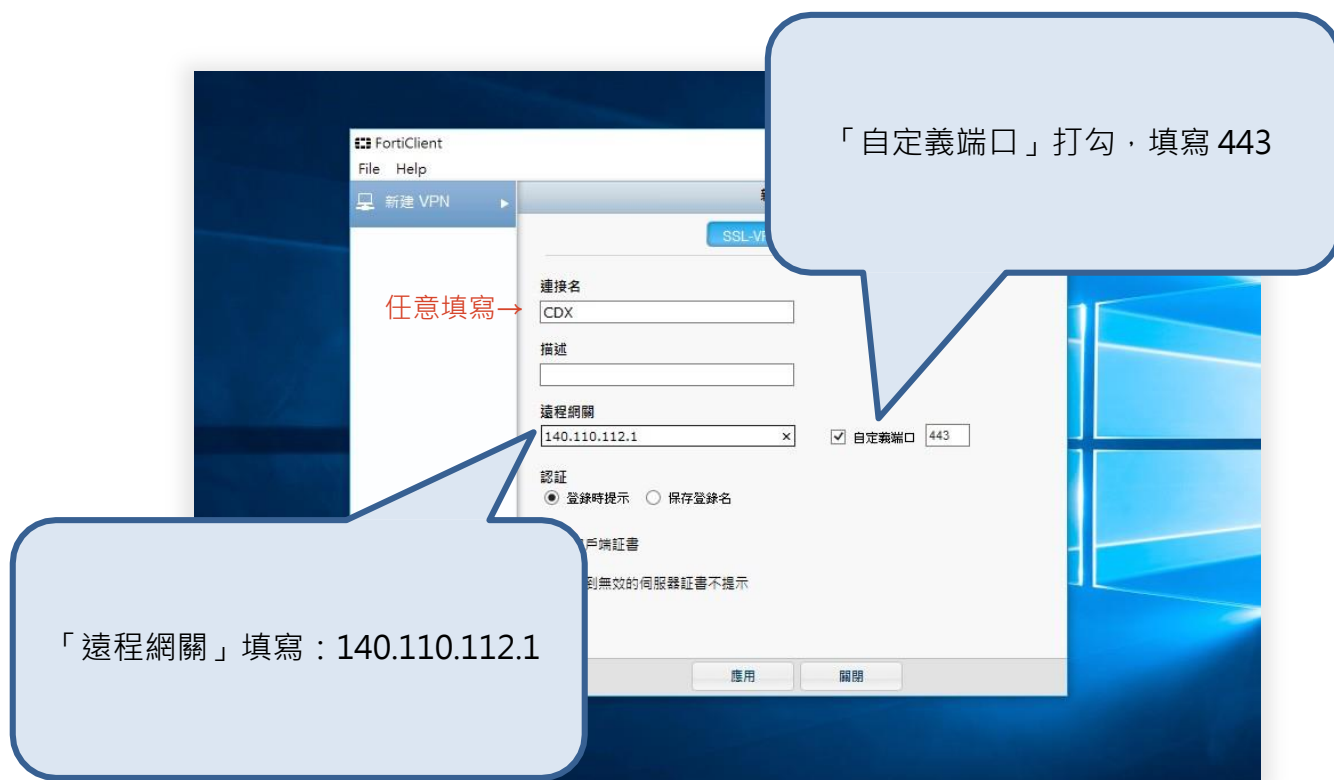 「自定義端口」打勾，填寫 443
FortiClient
File Help
新建 VPN
連接名
任意填寫→
CDX
描述
遠程網關
140.110.112.1 × 自定義端口 443
認証
登錄時提示 保存登錄名
戶端証書
到無效的伺服器証書不提示
「遠程網關」填寫：140.110.112.1
應用 關閉